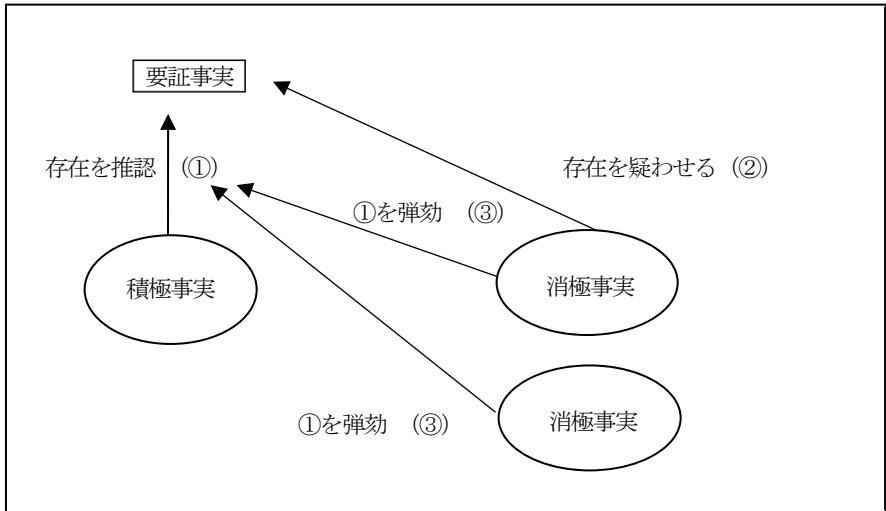 要証事実
存在を推認 (①)
存在を疑わせる (②)
①を弾劾 (③)
積極事実
消極事実
①を弾劾 (③)
消極事実